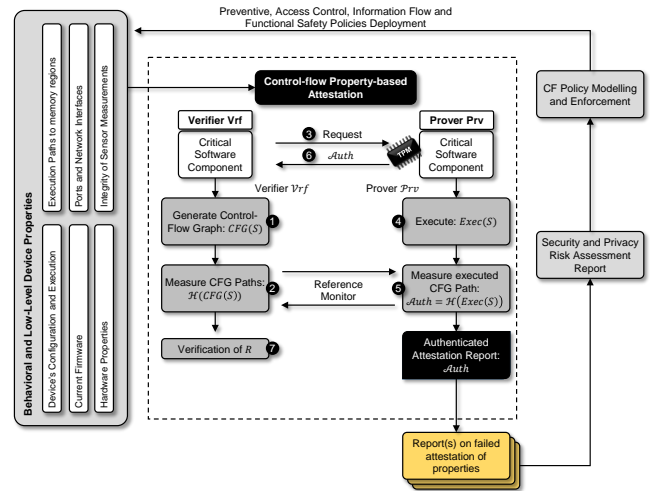 Preventive, Access Control, Information Flow and
Functional Safety Policies Deployment
Behavioral and Low-Level Device Properties
Execution Paths to memory regions
Ports and Network Interfaces
Integrity of Sensor Measurements
Device's Configuration and Execution
Current Firmware
Hardware Properties
Control-flow Property-based
Attestation
Verifier Vrf
Critical
Software
Component
3 Request
6 𝒜uth
TPM
Prover Prv
Critical
Software
Component
Verifier 𝒱rf
Prover 𝒫rv
Generate Control-
Flow Graph: CFG(S)
1
4
Execute: Exec(S)
Measure CFG Paths:
ℋ(CFG(S))
2
Reference
Monitor
5
Measure executed
CFG Path:
𝒜uth = ℋ(Exec(S))
Verification of R
7
Authenticated
Attestation Report:
𝒜uth
Report(s) on failed
attestation of
properties
CF Policy Modelling
and Enforcement
Security and Privacy
Risk Assessment
Report